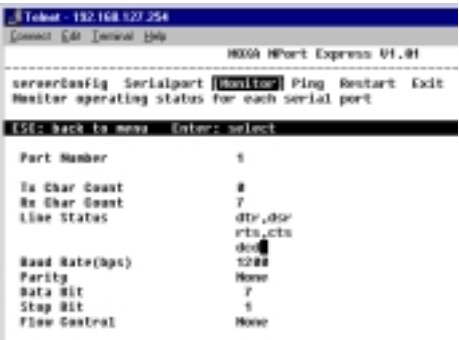 Telnet - 192.168.127.254
Connect Edit Terminal Help
MOXA NPort Express V1.01
serverConfig Serialport [Monitor] Ping Restart Exit
Monitor operating status for each serial port
ESC: back to menu Enter: select
Port Number 1
Tx Char Count 0
Rx Char Count 7
Line Status dtr,dsr
rts,cts
dcd
Baud Rate(bps) 1200
Parity None
Data Bit 7
Stop Bit 1
Flow Control None